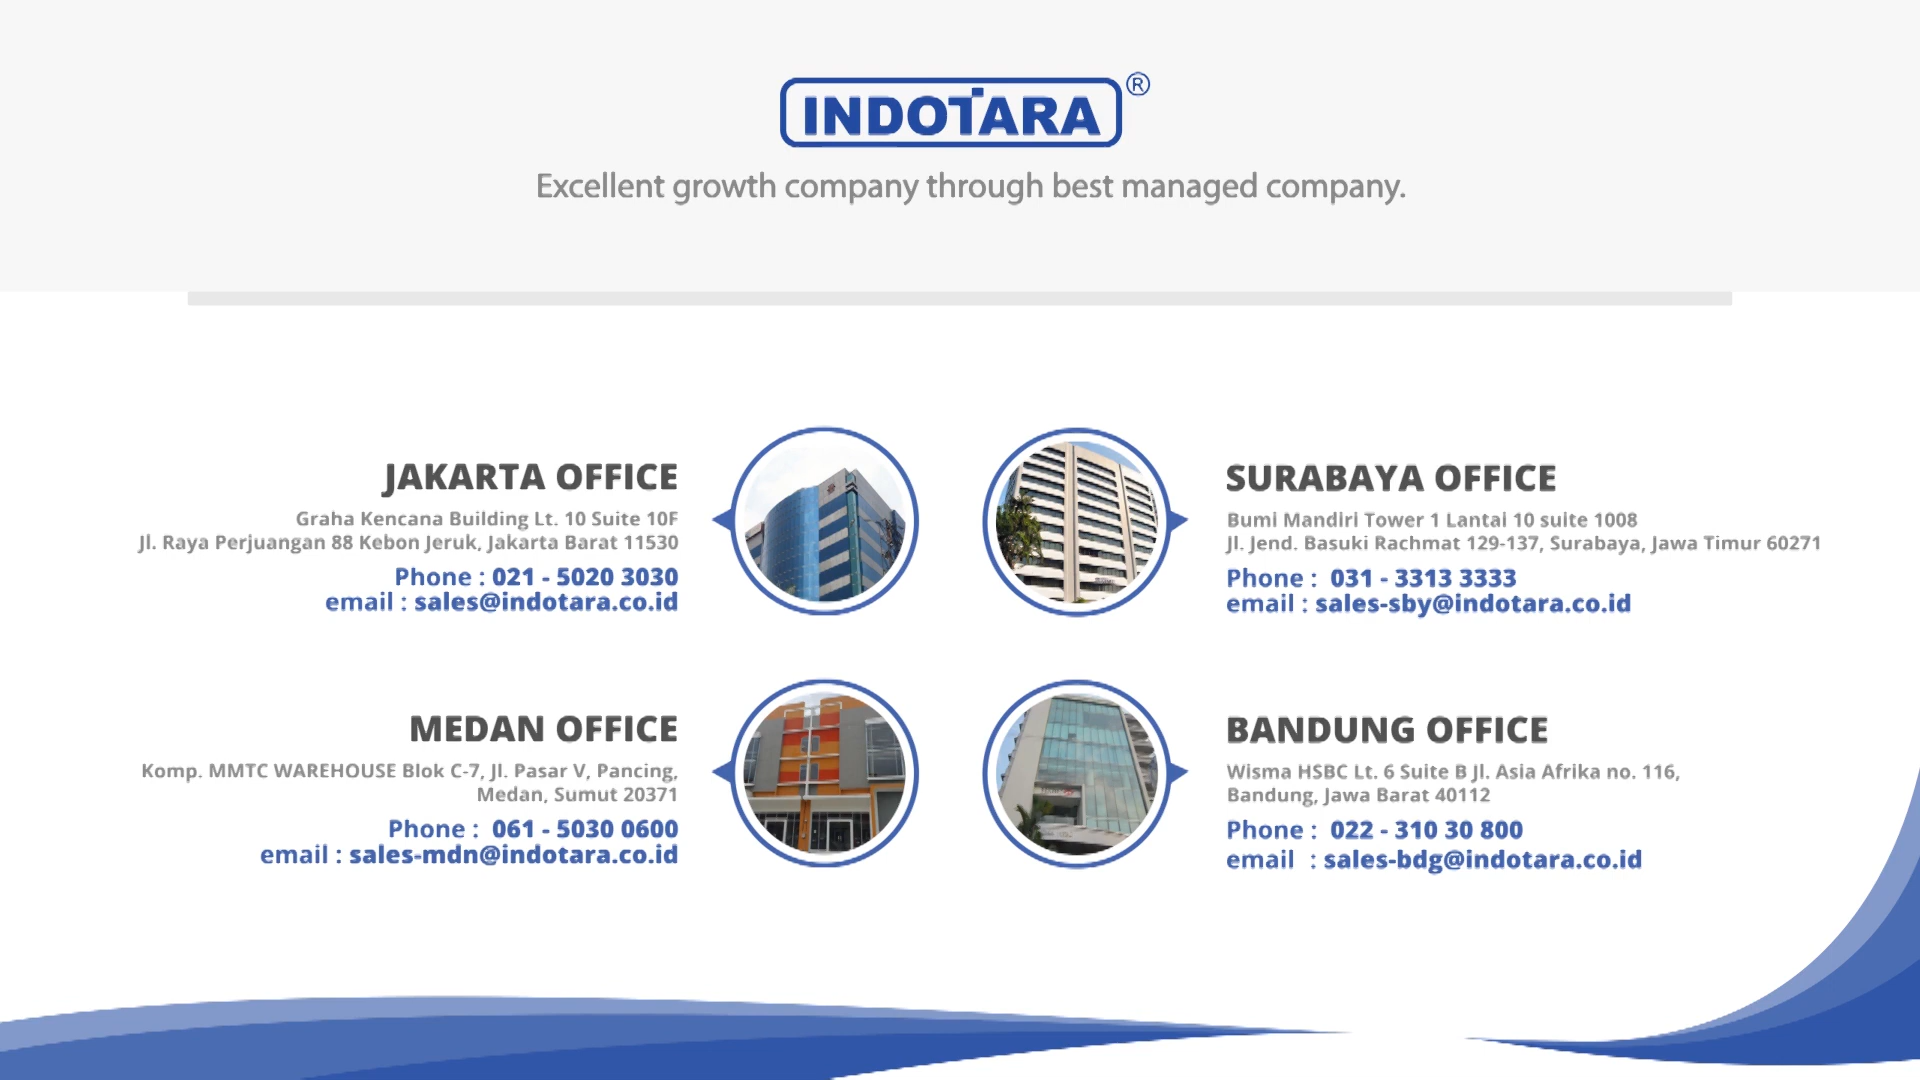 INDOTARA®
Excellent growth company through best managed company.
JAKARTA OFFICE
Graha Kencana Building Lt. 10 Suite 10F
Jl. Raya Perjuangan 88 Kebon Jeruk, Jakarta Barat 11530
Phone : 021 - 5020 3030
email : sales@indotara.co.id
SURABAYA OFFICE
Bumi Mandiri Tower 1 Lantai 10 suite 1008
Jl. Jend. Basuki Rachmat 129-137, Surabaya, Jawa Timur 60271
Phone : 031 - 3313 3333
email : sales-sby@indotara.co.id
MEDAN OFFICE
Komp. MMTC WAREHOUSE Blok C-7, Jl. Pasar V, Pancing,
Medan, Sumut 20371
Phone : 061 - 5030 0600
email : sales-mdn@indotara.co.id
BANDUNG OFFICE
Wisma HSBC Lt. 6 Suite B Jl. Asia Afrika no. 116,
Bandung, Jawa Barat 40112
Phone : 022 - 310 30 800
email : sales-bdg@indotara.co.id